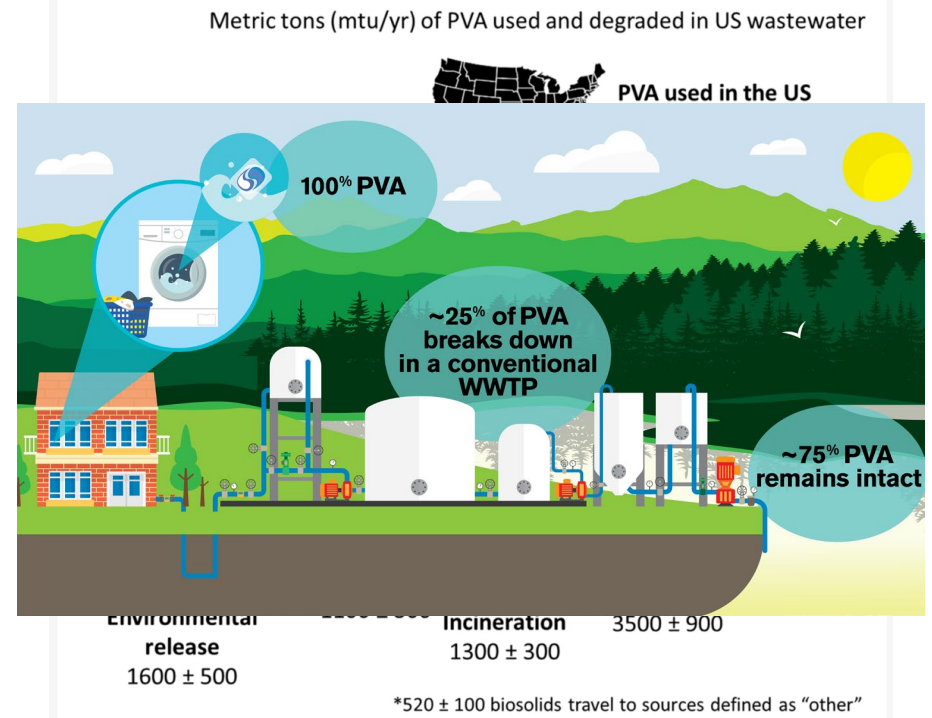 Metric tons (mtu/yr) of PVA used and degraded in US wastewater
PVA used in the US
100% PVA
~25% of PVA
breaks down
in a conventional
WWTP
~75% PVA
remains intact
Environmental
release
1600 ± 500
Incineration
1300 ± 300
3500 ± 900
*520 ± 100 biosolids travel to sources defined as “other”